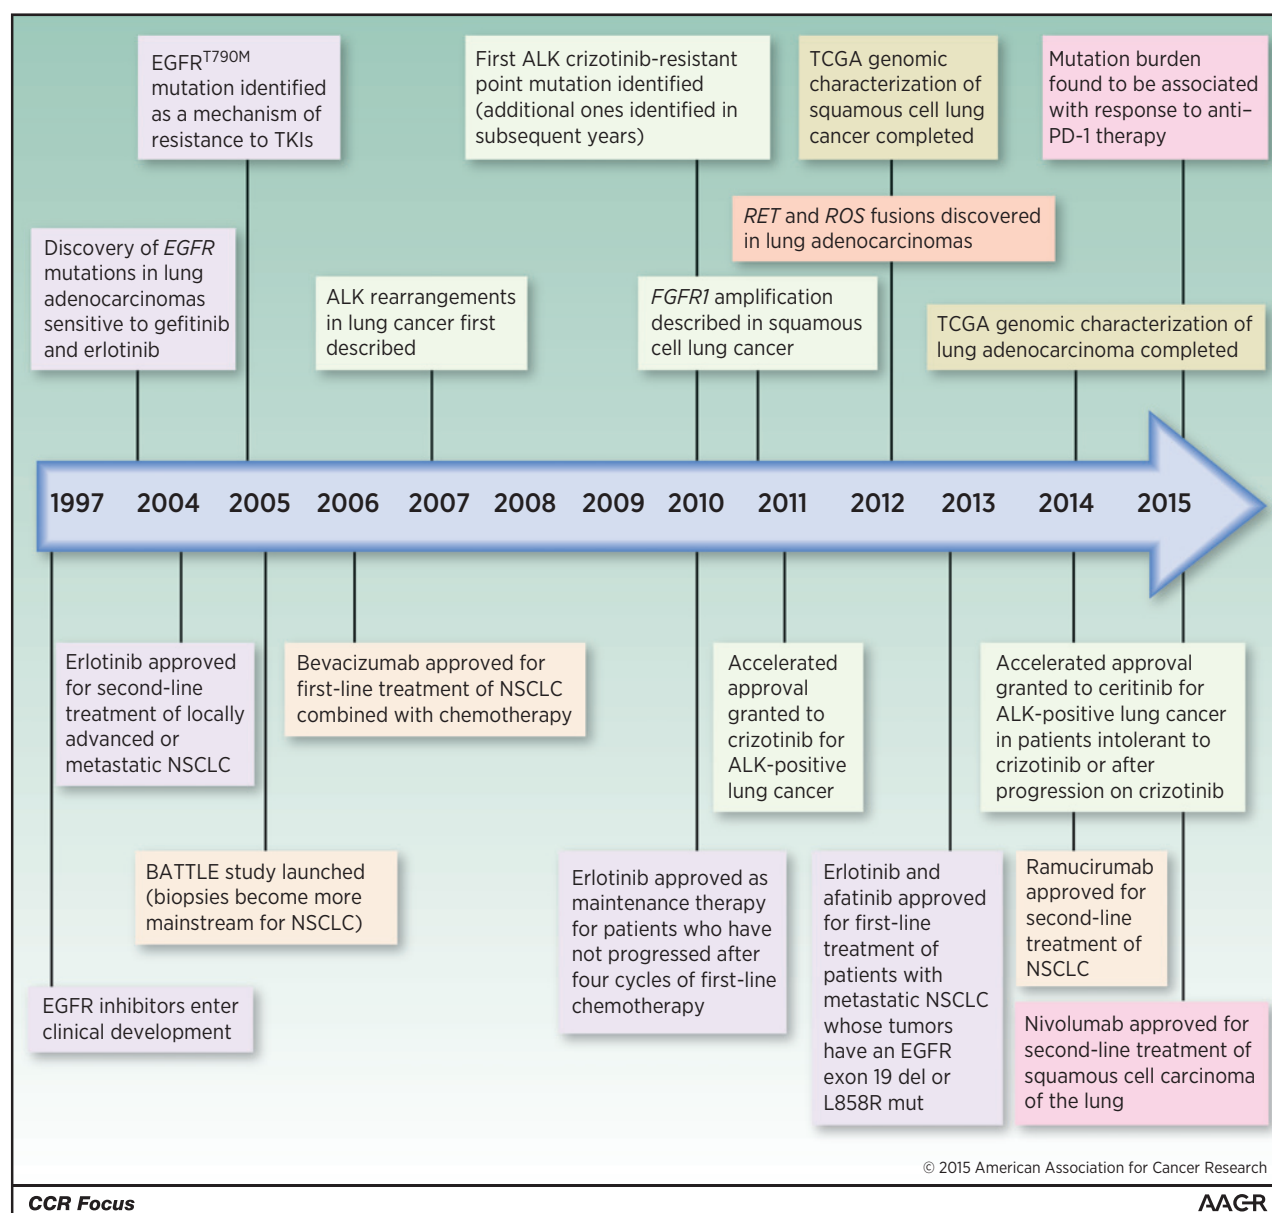 EGFRT790M
mutation identified
as a mechanism of
resistance to TKIs
First ALK crizotinib-resistant
point mutation identified
(additional ones identified in
subsequent years)
TCGA genomic
characterization of
squamous cell lung
cancer completed
Mutation burden
found to be associated
with response to anti–
PD-1 therapy
RET and ROS fusions discovered
in lung adenocarcinomas
Discovery of EGFR
mutations in lung
adenocarcinomas
sensitive to gefitinib
and erlotinib
ALK rearrangements
in lung cancer first
described
FGFR1 amplification
described in squamous
cell lung cancer
TCGA genomic characterization of
lung adenocarcinoma completed
1997 2004 2005 2006 2007 2008 2009 2010 2011 2012 2013 2014 2015
Erlotinib approved
for second-line
treatment of locally
advanced or
metastatic NSCLC
Bevacizumab approved for
first-line treatment of NSCLC
combined with chemotherapy
Accelerated
approval
granted to
crizotinib for
ALK-positive
lung cancer
Accelerated approval
granted to ceritinib for
ALK-positive lung cancer
in patients intolerant to
crizotinib or after
progression on crizotinib
BATTLE study launched
(biopsies become more
mainstream for NSCLC)
Erlotinib approved as
maintenance therapy
for patients who have
not progressed after
four cycles of first-line
chemotherapy
Erlotinib and
afatinib approved
for first-line
treatment of
patients with
metastatic NSCLC
whose tumors
have an EGFR
exon 19 del or
L858R mut
Ramucirumab
approved for
second-line
treatment of
NSCLC
EGFR inhibitors enter
clinical development
Nivolumab approved for
second-line treatment of
squamous cell carcinoma
of the lung
© 2015 American Association for Cancer Research
CCR Focus
AACR